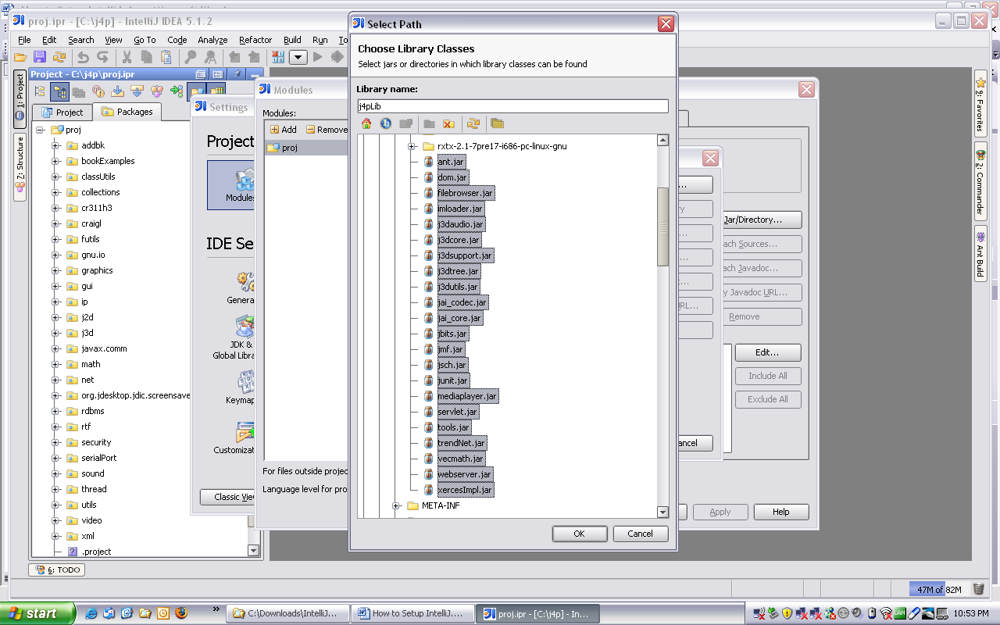 proj.ipr - [C:\j4p] - IntelliJ IDEA 5.1.2
File Edit Search View Go To Code Analyze Refactor Build Run To
Project - C:\j4p\proj.ipr
1: Project
Z: Structure
Project Packages
proj
addbk
bookExamples
classUtils
collections
cr311h3
craigl
futils
gnu.io
graphics
gui
ip
j2d
j3d
javax.comm
math
net
org.jdesktop.jdic.screensave
rdbms
rtf
security
serialPort
sound
thread
utils
video
xml
.project
6: TODO
Settings
Project
Modules
IDE Se
Genera
JDK &
Global Libra
Keymap
Customizat
Classic Vie
Modules
Modules:
Add Remove
proj
For files outside projec
Language level for pro
Select Path
Choose Library Classes
Select jars or directories in which library classes can be found
Library name:
j4pLib
rxtx-2.1-7pre17-i686-pc-linux-gnu
ant.jar
dom.jar
filebrowser.jar
imloader.jar
j3daudio.jar
j3dcore.jar
j3dsupport.jar
j3dtree.jar
j3dutils.jar
jai_codec.jar
jai_core.jar
jbits.jar
jmf.jar
jsch.jar
junit.jar
mediaplayer.jar
servlet.jar
tools.jar
trendNet.jar
vecmath.jar
webserver.jar
xercesImpl.jar
META-INF
OK Cancel
...
ry
...
...
t...
RL...
ancel
Jar/Directory...
ach Sources...
ach Javadoc...
y Javadoc URL...
Remove
Edit...
Include All
Exclude All
Apply Help
9: Favorites
2: Commander
Ant Build
47M of 82M
start
C:\Downloads\IntelliJ...
How to Setup IntelliJ....
proj.ipr - [C:\j4p] - In...
LAN
10:53 PM